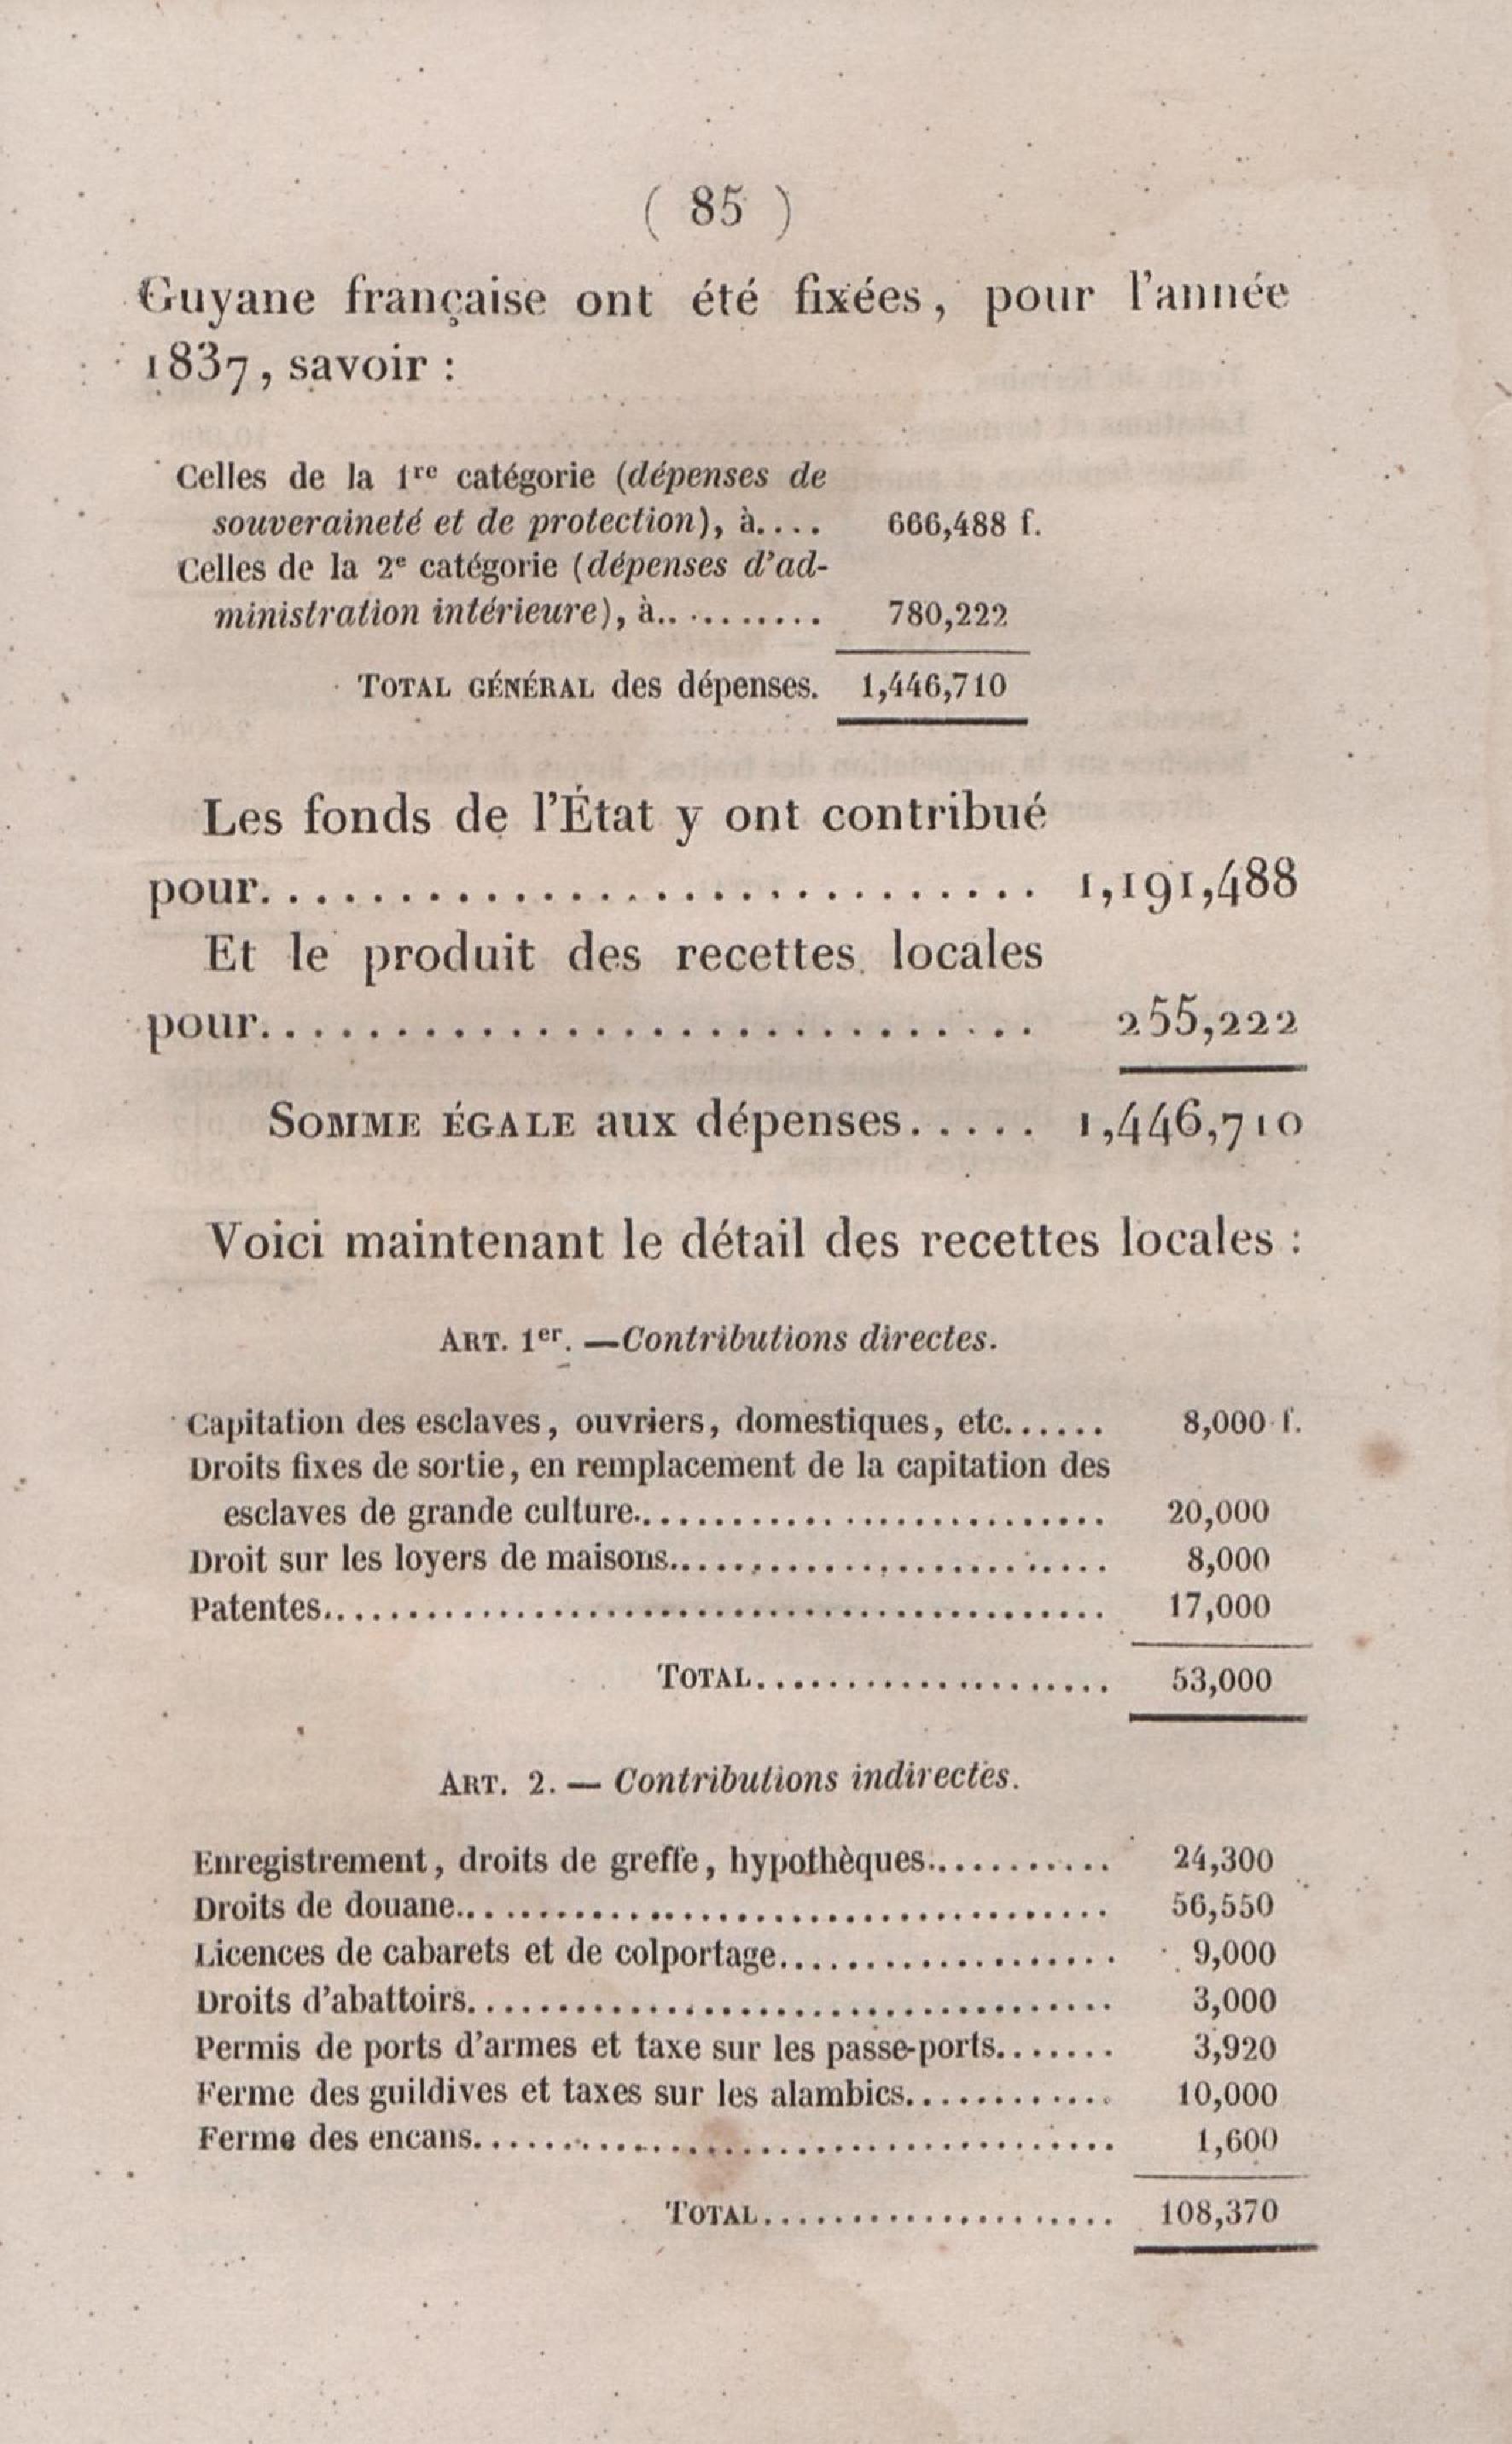 ( 85 )
Guyane française ont été fixées, pour l'année
1837, savoir :
Celles de la 1re catégorie (dépenses de
souveraineté et de protection), à.... 666,488 f.
Celles de la 2e catégorie (dépenses d'ad-
ministration intérieure), à.......... 780,222
TOTAL GÉNÉRAL des dépenses. 1,446,710
Les fonds de l'État y ont contribué
pour............................ 1,191,488
Et le produit des recettes locales
pour............................ 255,222
SOMME ÉGALE aux dépenses..... 1,446,710
Voici maintenant le détail des recettes locales :
ART. 1er. —Contributions directes.
Capitation des esclaves, ouvriers, domestiques, etc...... 8,000 f.
Droits fixes de sortie, en remplacement de la capitation des
esclaves de grande culture............................ 20,000
Droit sur les loyers de maisons......................... 8,000
Patentes............................................. 17,000
TOTAL.................... 53,000
ART. 2. — Contributions indirectes.
Enregistrement, droits de greffe, hypothèques........... 24,300
Droits de douane...................................... 56,550
Licences de cabarets et de colportage................... 9,000
Droits d'abattoirs..................................... 3,000
Permis de ports d'armes et taxe sur les passe-ports....... 3,920
Ferme des guildives et taxes sur les alambics............ 10,000
Ferme des encans..................................... 1,600
TOTAL.................... 108,370